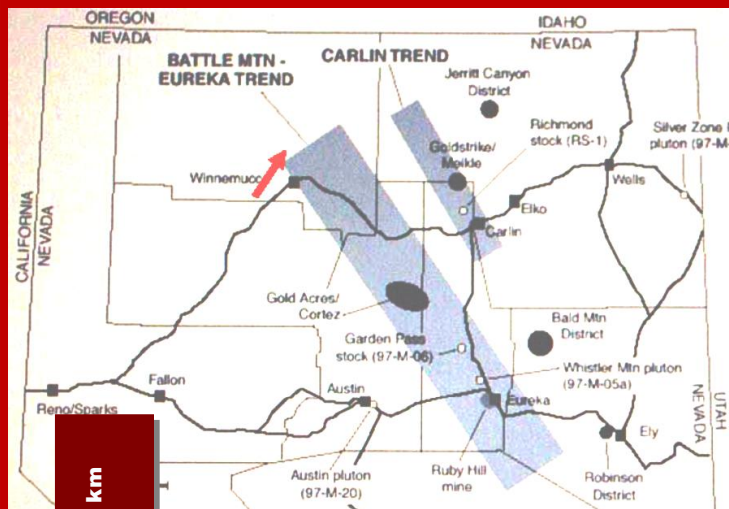 OREGON
NEVADA
IDAHO
NEVADA
BATTLE MTN -
EUREKA TREND
CARLIN TREND
Jerritt Canyon
District
Richmond
stock (RS-1)
Silver Zone
pluton (97-M-
Goldstrike/
Meikle
Winnemucc
Wells
Elko
Carlin
CALIFORNIA
NEVADA
Gold Acres/
Cortez
Bald Mtn
District
Garden Pass
stock (97-M-06)
Whistler Mtn pluton
(97-M-05a)
Fallon
Austin
Eureka
Reno/Sparks
NEVADA
UTAH
Ely
Austin pluton
(97-M-20)
Ruby Hill
mine
Robinson
District
km